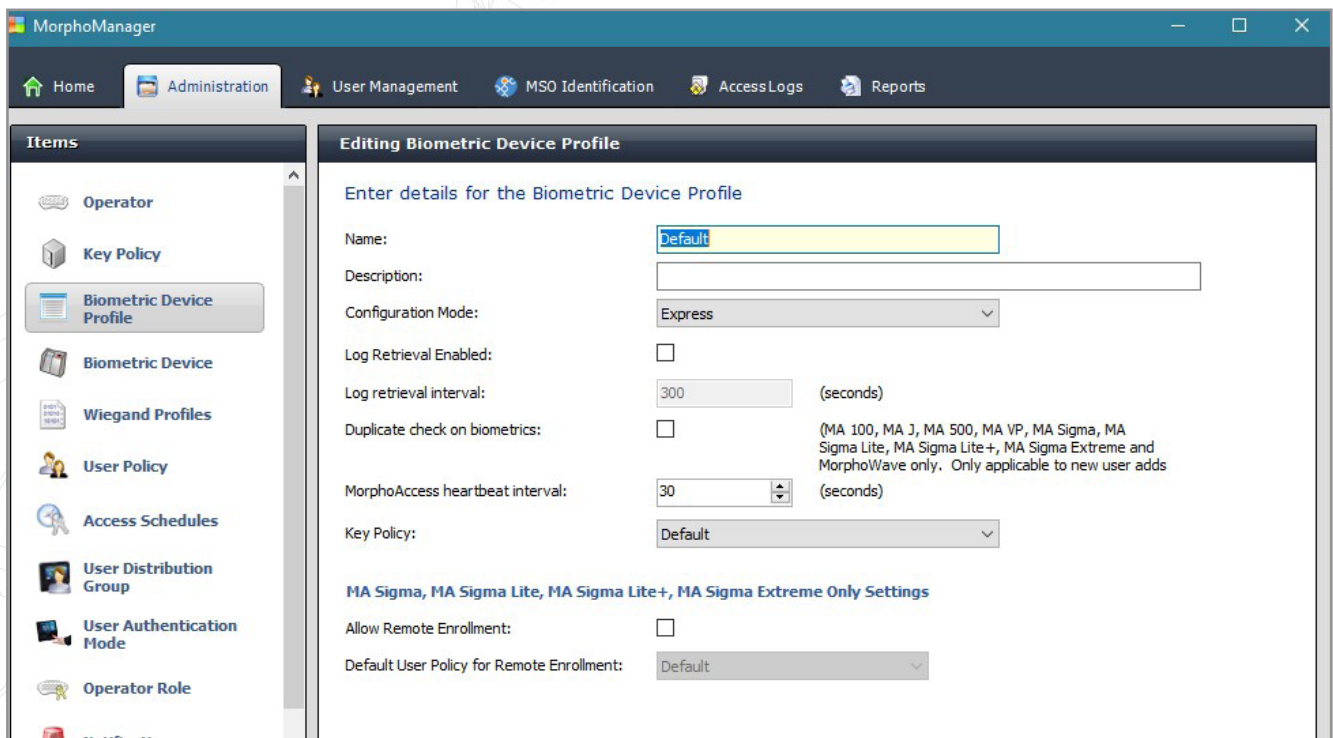 MorphoManager
Home
Administration
User Management
MSO Identification
Access Logs
Reports
Items
Operator
Key Policy
Biometric Device
Profile
Biometric Device
Wiegand Profiles
User Policy
Access Schedules
User Distribution
Group
User Authentication
Mode
Operator Role
Editing Biometric Device Profile
Enter details for the Biometric Device Profile
Name: Default
Description:
Configuration Mode: Express
Log Retrieval Enabled:
Log retrieval interval: 300 (seconds)
Duplicate check on biometrics: (MA 100, MA J, MA 500, MA VP, MA Sigma, MA
Sigma Lite, MA Sigma Lite+, MA Sigma Extreme and
MorphoWave only. Only applicable to new user adds
MorphoAccess heartbeat interval: 30 (seconds)
Key Policy: Default
MA Sigma, MA Sigma Lite, MA Sigma Lite+, MA Sigma Extreme Only Settings
Allow Remote Enrollment:
Default User Policy for Remote Enrollment: Default